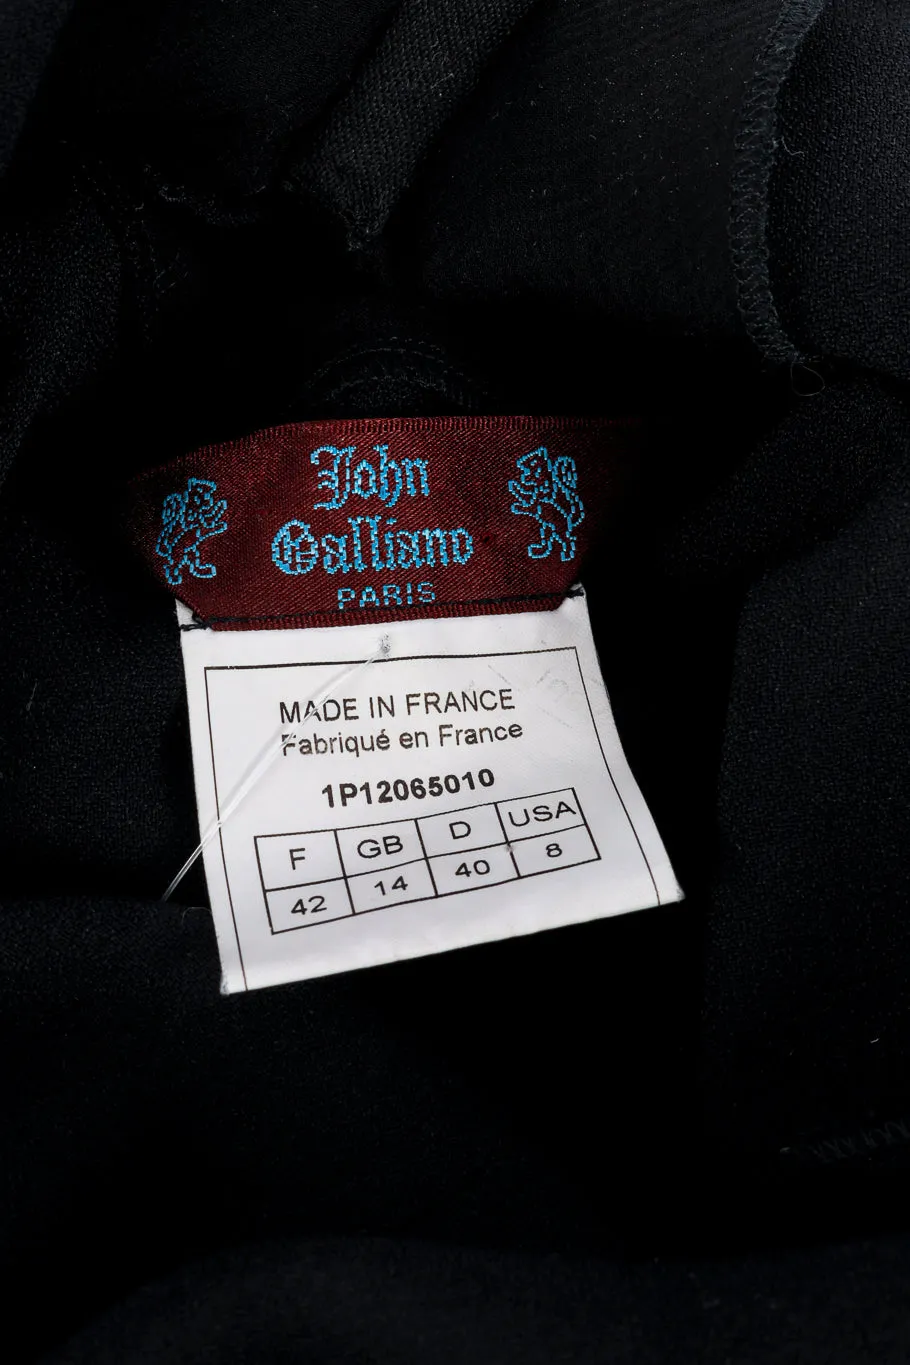 John
Galliano
PARIS
MADE IN FRANCE
Fabriqué en France
1P12065010
F GB D USA
42 14 40 8